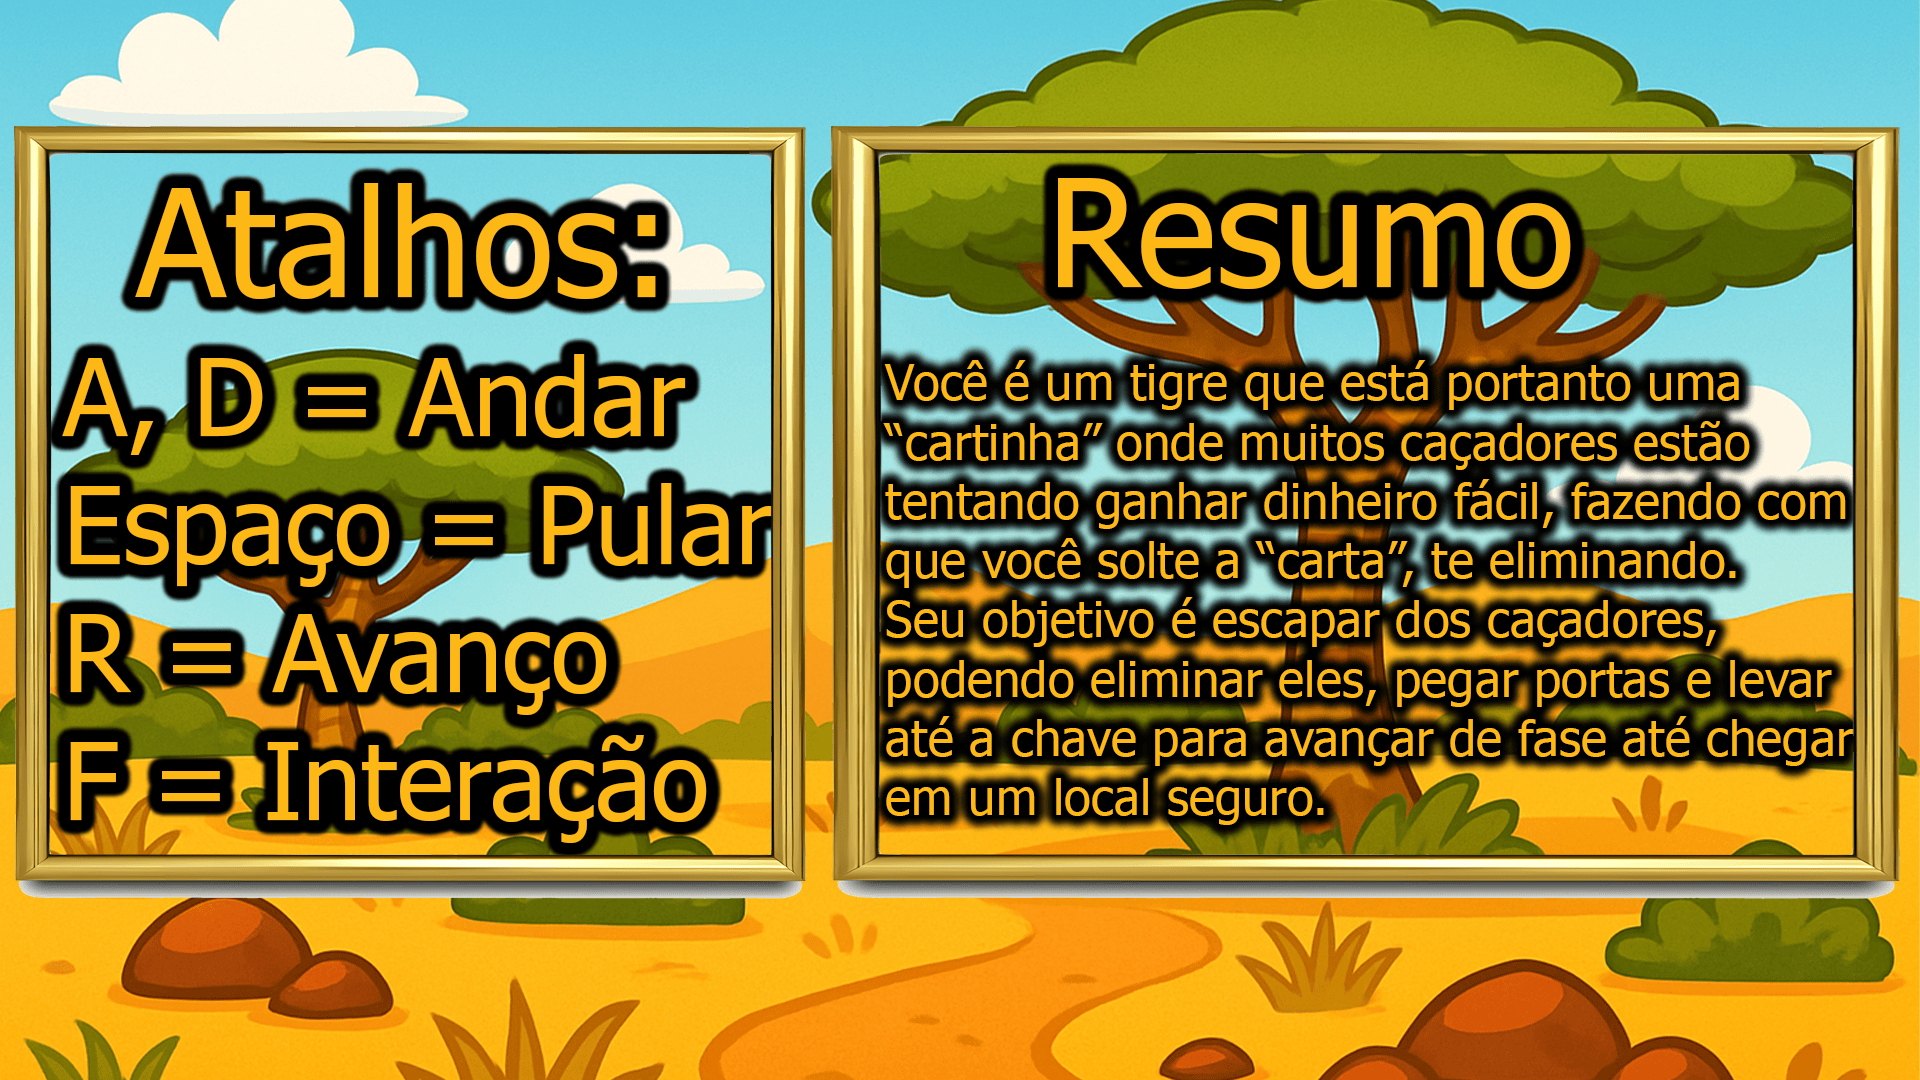 Atalhos:
A, D = Andar
Espaço = Pular
R = Avanço
F = Interação
Resumo
Você é um tigre que está portanto uma
“cartinha” onde muitos caçadores estão
tentando ganhar dinheiro fácil, fazendo com
que você solte a “carta”, te eliminando.
Seu objetivo é escapar dos caçadores,
podendo eliminar eles, pegar portas e levar
até a chave para avançar de fase até chegar
em um local seguro.